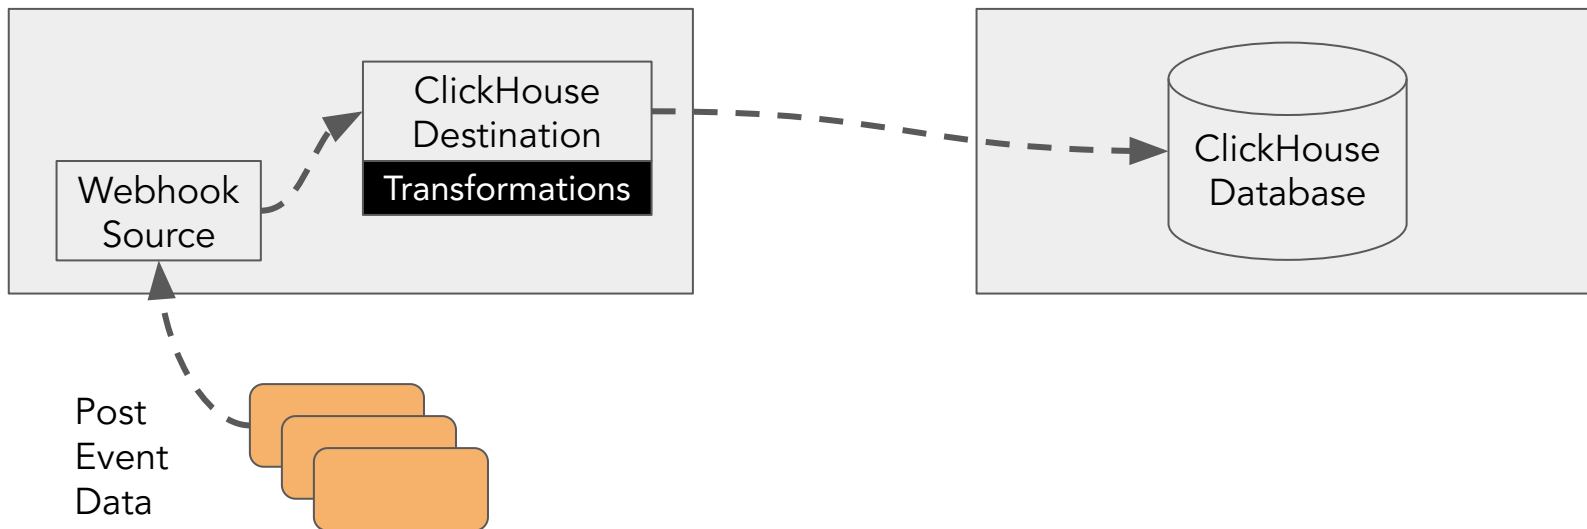 ClickHouse
Destination
Transformations
Webhook
Source
ClickHouse
Database
Post
Event
Data